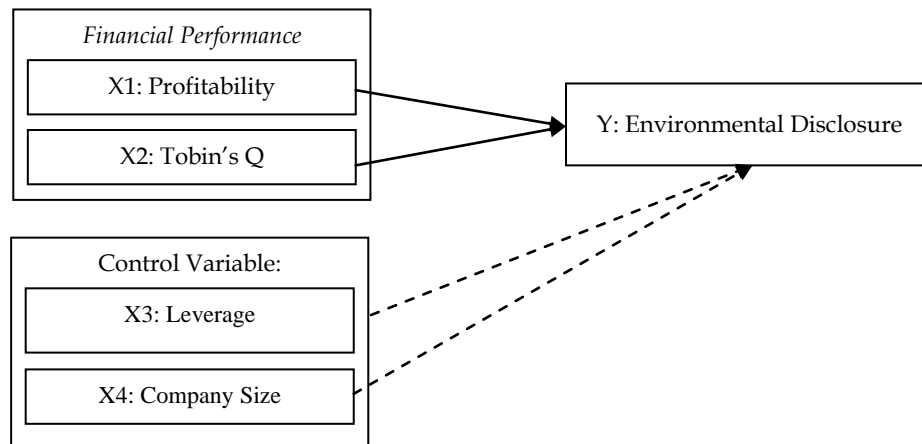 Financial Performance
X1: Profitability
X2: Tobin’s Q
Y: Environmental Disclosure
Control Variable:
X3: Leverage
X4: Company Size